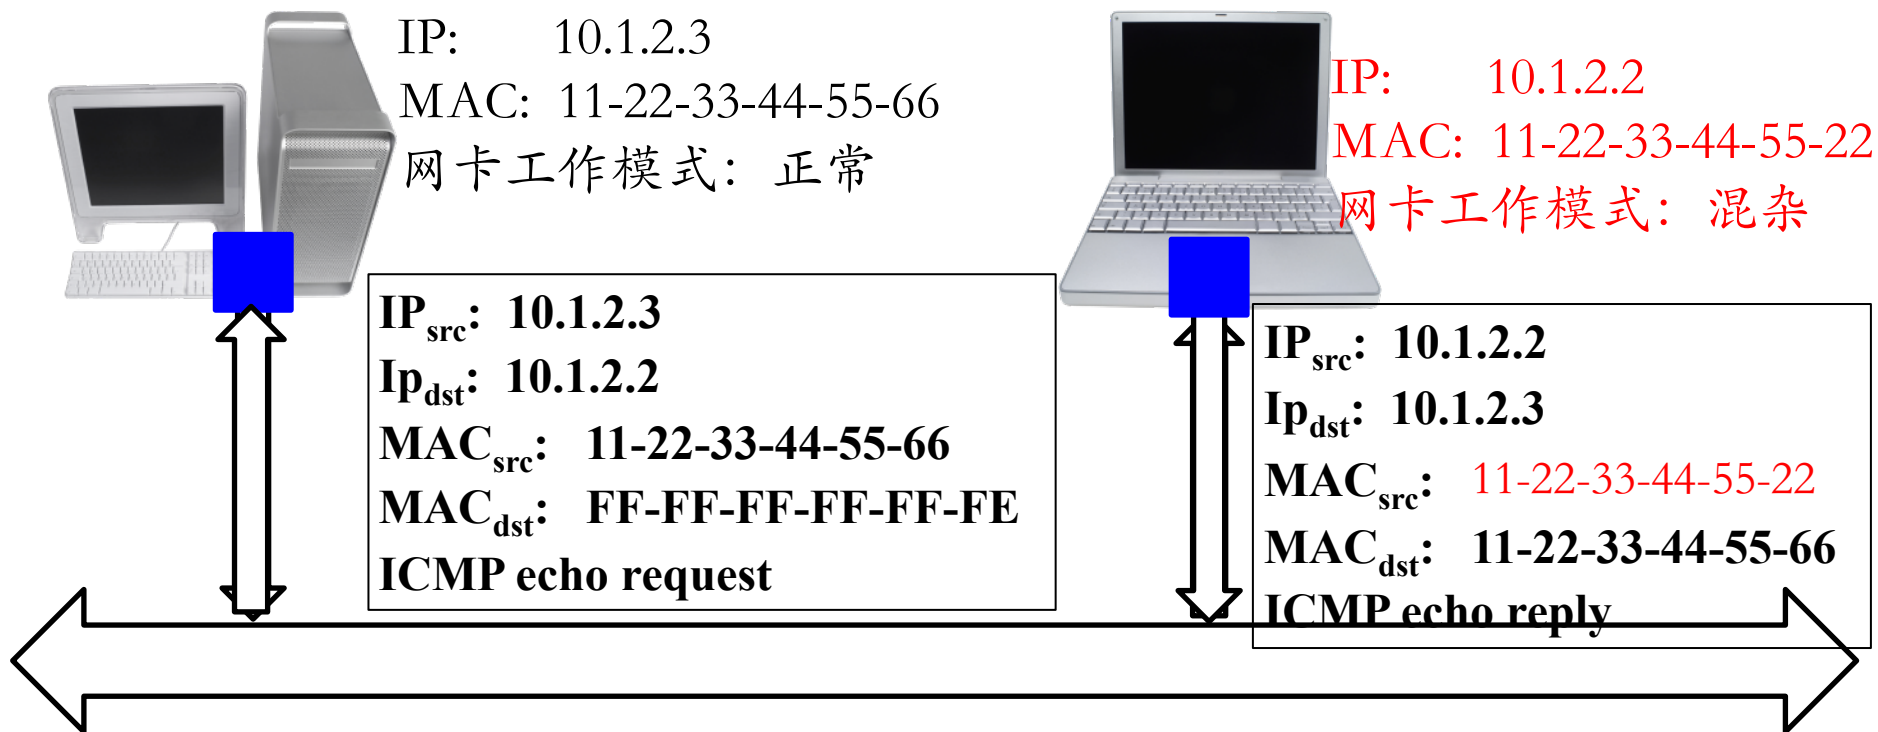 IP: 10.1.2.3
MAC: 11-22-33-44-55-66
网卡工作模式：正常
IP: 10.1.2.2
MAC: 11-22-33-44-55-22
网卡工作模式：混杂
IPsrc: 10.1.2.3
Ipdst: 10.1.2.2
MACsrc: 11-22-33-44-55-66
MACdst: FF-FF-FF-FF-FF-FE
ICMP echo request
IPsrc: 10.1.2.2
Ipdst: 10.1.2.3
MACsrc: 11-22-33-44-55-22
MACdst: 11-22-33-44-55-66
ICMP echo reply